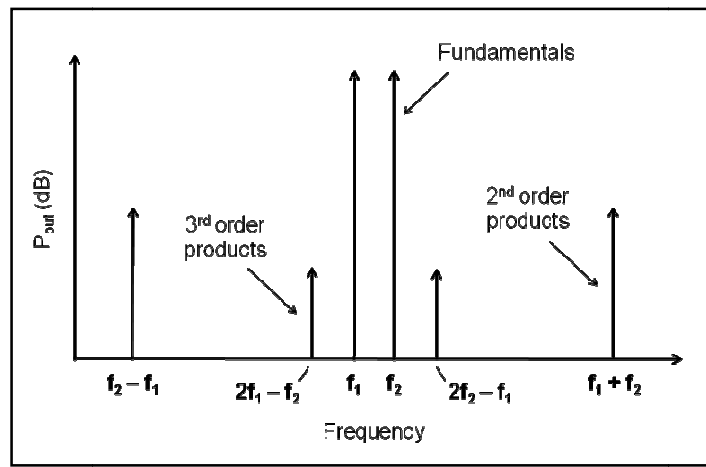 Fundamentals
P_out (dB)
3rd order
products
2nd order
products
f₂ – f₁
2f₁ – f₂
f₁
f₂
2f₂ – f₁
f₁ + f₂
Frequency